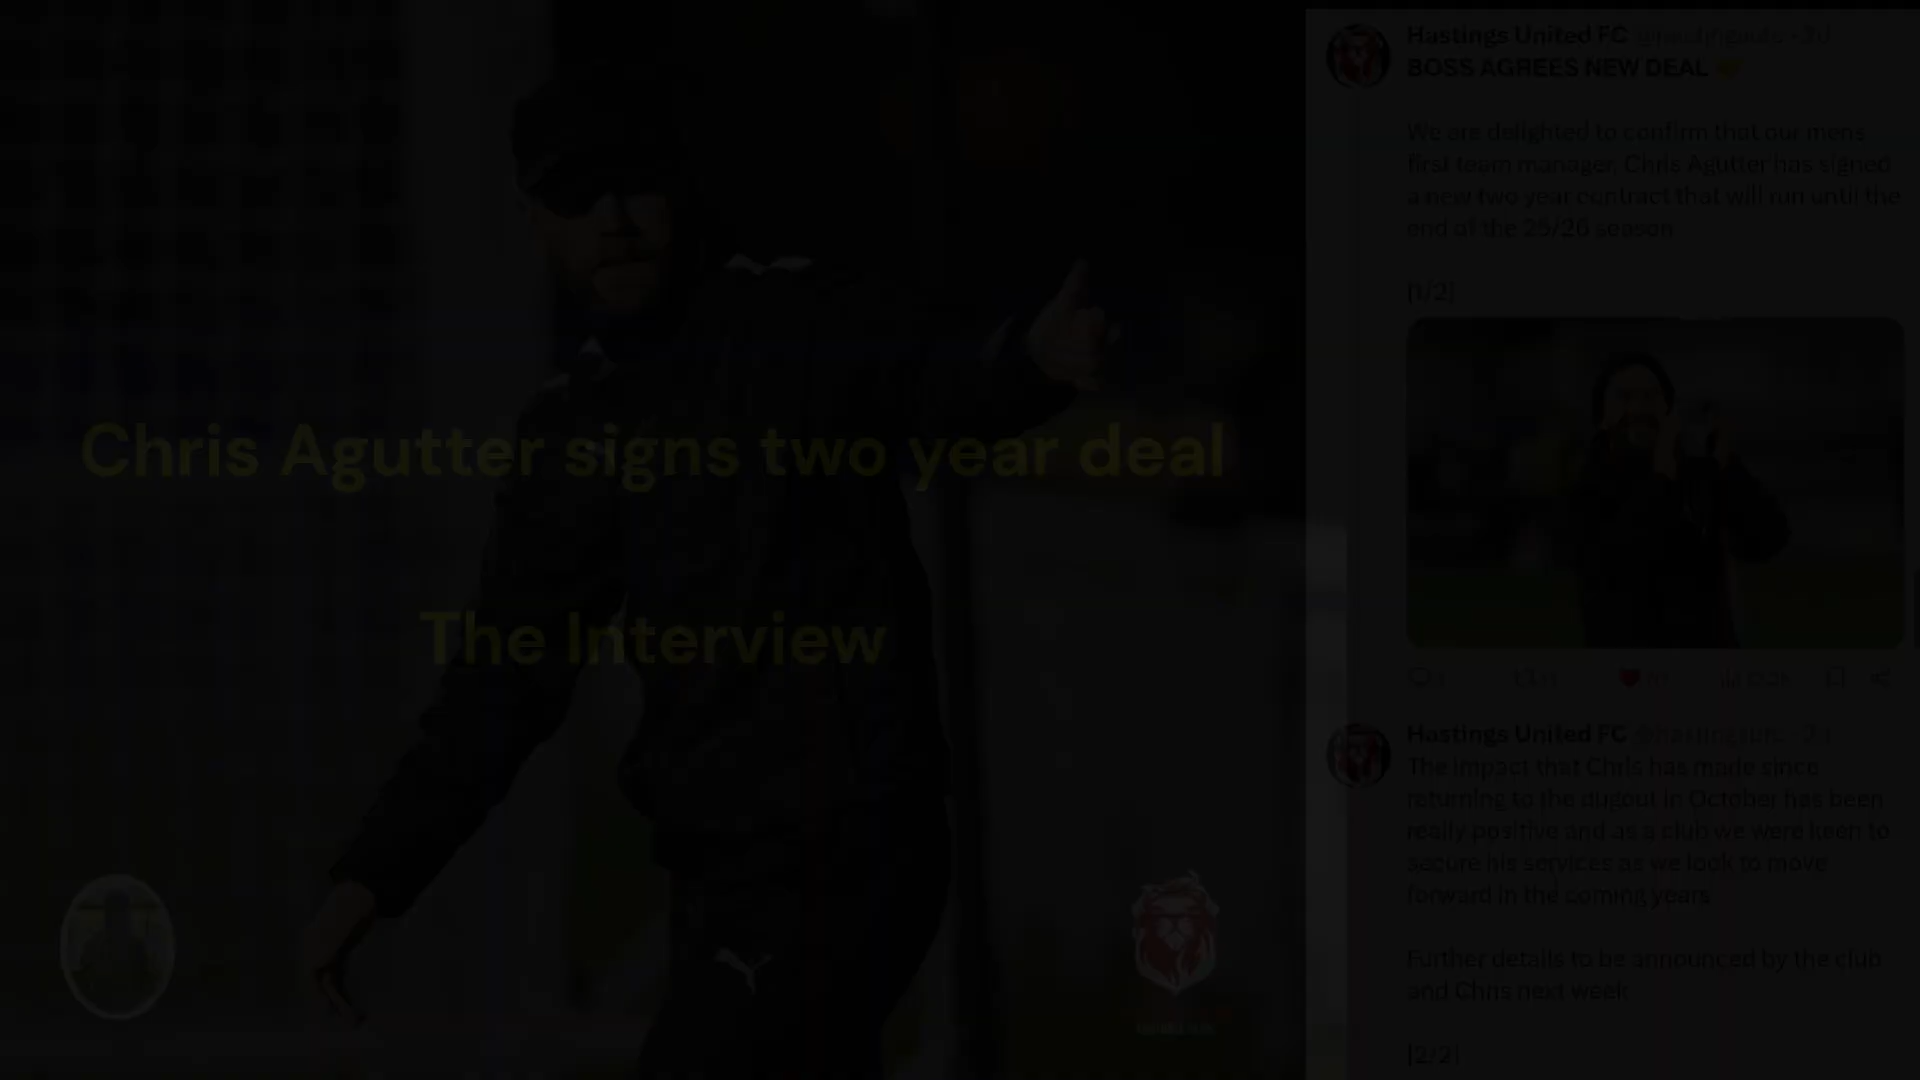 Chris Agutter signs two year deal
The Interview
Hastings United FC
BOSS AGREES NEW DEAL
We are delighted to confirm that our mens
first team manager, Chris Agutter has signed
a new two year contract that will run until the
end of the 25/26 season
[1/2]
Hastings United FC
The impact that Chris has made since
returning to the dugout in October has been
really positive and as a club we were keen to
secure his services as we look to move
forward in the coming years
Further details to be announced by the club
and Chris next week
[2/2]